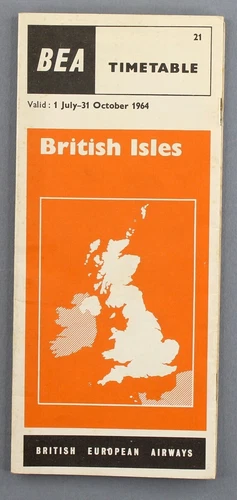 21
BEA
TIMETABLE
Valid: 1 July–31 October 1964
British Isles
BRITISH EUROPEAN AIRWAYS